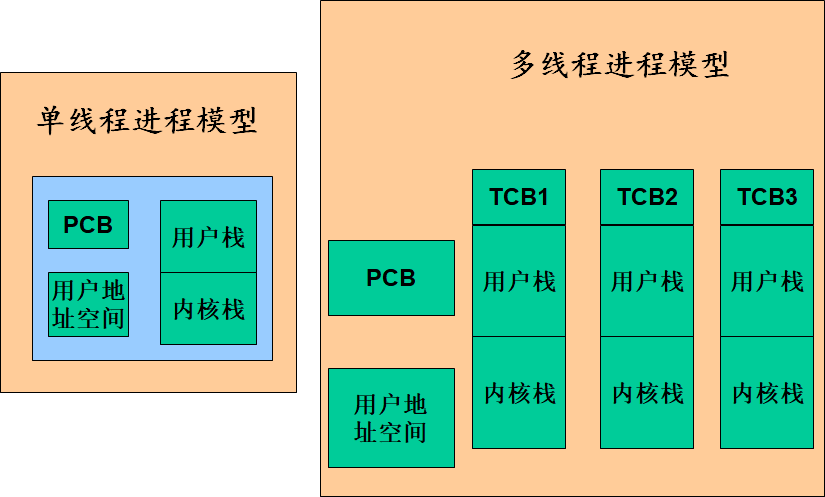 单线程进程模型
PCB
用户栈
用户地
址空间
内核栈
多线程进程模型
TCB1
TCB2
TCB3
PCB
用户栈
用户栈
用户栈
用户地
址空间
内核栈
内核栈
内核栈